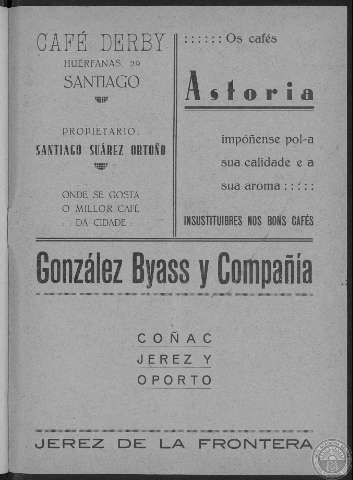 CAFÉ DERBY
HUÉRFANAS, 29
SANTIAGO
PROPIETARIO:
SANTIAGO SUÁREZ ORTOÑO
ONDE SE GOSTA
O MILLOR CAFÉ
: : DA CIDADE :
: : : : : : Os cafés
Astoria
impóñense pol-a
sua calidade e a
sua aroma : : : : :
INSUSTITUIBRES NOS BONS CAFÉS
González Byass y Compañía
COÑAC
JEREZ Y
OPORTO
JEREZ DE LA FRONTERA